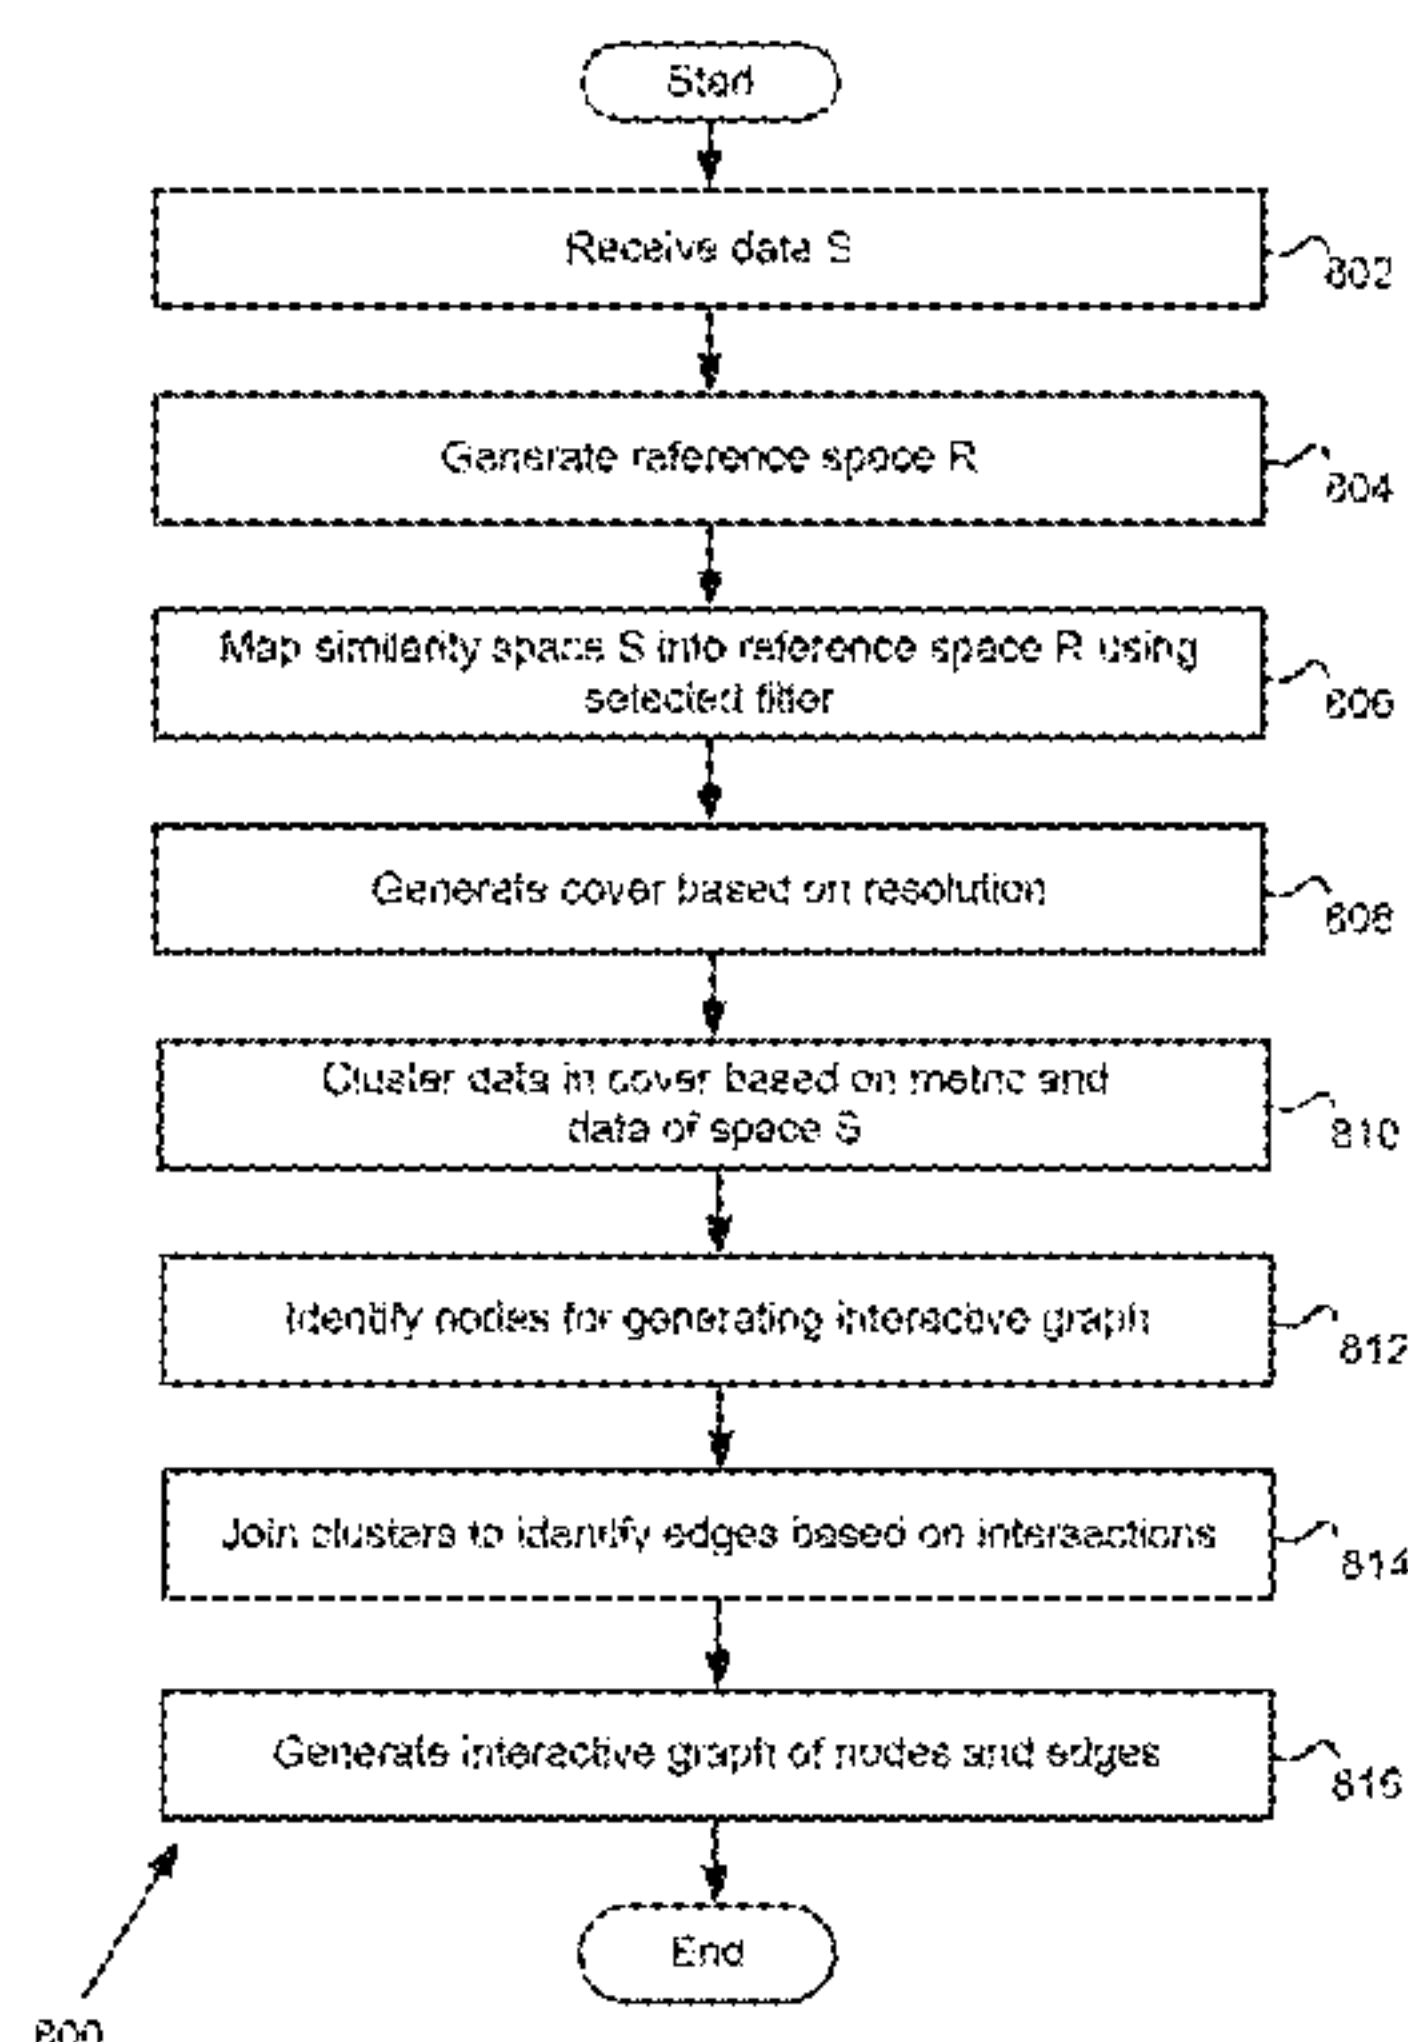 Start
Receive data S
802
Generate reference space R
804
Map similarity space S into reference space R using
selected filter
806
Generate cover based on resolution
808
Cluster data in cover based on metric and
data of space S
810
Identify nodes for generating interactive graph
812
Join clusters to identify edges based on intersections
814
Generate interactive graph of nodes and edges
816
End
800